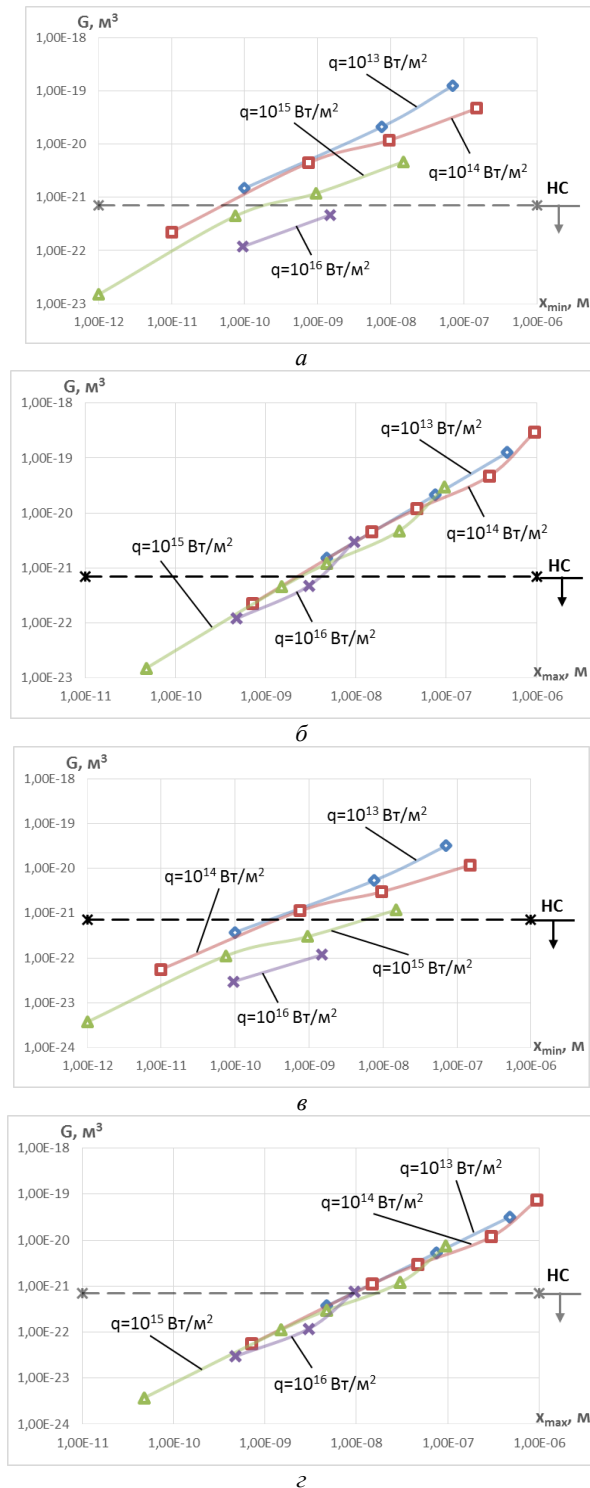 G, м³
1,00E-18
q=10¹³ Вт/м²
1,00E-19
q=10¹⁵ Вт/м²
1,00E-20
q=10¹⁴ Вт/м²
НС
1,00E-21
1,00E-22
q=10¹⁶ Вт/м²
1,00E-23
xmin, м
1,00E-12 1,00E-11 1,00E-10 1,00E-09 1,00E-08 1,00E-07 1,00E-06
а
G, м³
1,00E-18
q=10¹³ Вт/м²
1,00E-19
q=10¹⁴ Вт/м²
1,00E-20
q=10¹⁵ Вт/м²
НС
1,00E-21
1,00E-22
q=10¹⁶ Вт/м²
1,00E-23
xmax, м
1,00E-11 1,00E-10 1,00E-09 1,00E-08 1,00E-07 1,00E-06
б
G, м³
1,00E-18
q=10¹³ Вт/м²
1,00E-19
q=10¹⁴ Вт/м²
1,00E-20
НС
1,00E-21
q=10¹⁵ Вт/м²
1,00E-22
q=10¹⁶ Вт/м²
1,00E-23
1,00E-24
xmin, м
1,00E-12 1,00E-11 1,00E-10 1,00E-09 1,00E-08 1,00E-07 1,00E-06
в
G, м³
1,00E-18
q=10¹³ Вт/м²
q=10¹⁴ Вт/м²
1,00E-19
1,00E-20
НС
1,00E-21
q=10¹⁵ Вт/м²
1,00E-22
q=10¹⁶ Вт/м²
1,00E-23
1,00E-24
xmax, м
1,00E-11 1,00E-10 1,00E-09 1,00E-08 1,00E-07 1,00E-06
г